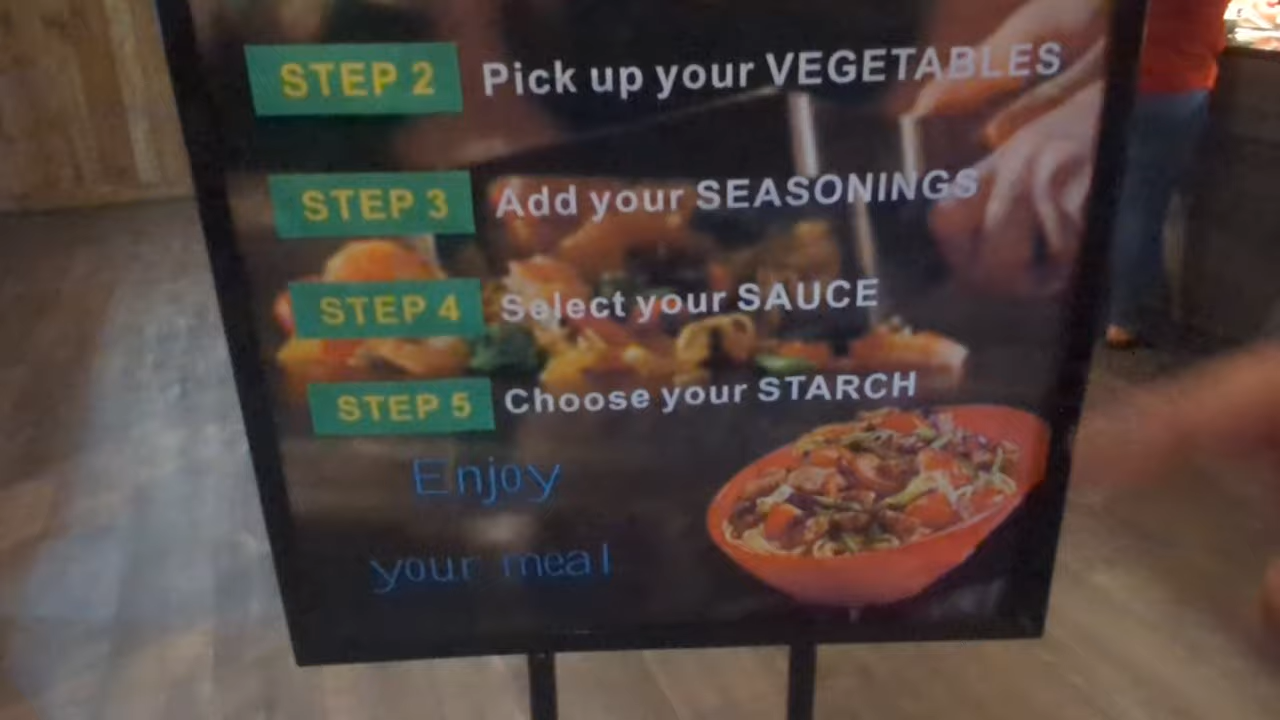 STEP 2 Pick up your VEGETABLES
STEP 3 Add your SEASONINGS
STEP 4 Select your SAUCE
STEP 5 Choose your STARCH
Enjoy
your meal